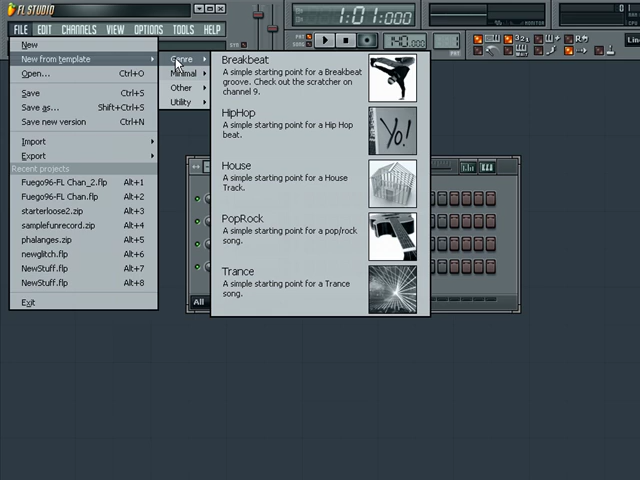 FL STUDIO
FILE EDIT CHANNELS VIEW OPTIONS TOOLS HELP
1:01:000
140.000
New
New from template
Open... Ctrl+O
Save Ctrl+S
Save as... Shift+Ctrl+S
Save new version Ctrl+N
Import
Export
Recent projects
Fuego96-FL Chan_2.flp Alt+1
Fuego96-FL Chan.flp Alt+2
starterloose2.zip Alt+3
samplefunrecord.zip Alt+4
phalanges.zip Alt+5
newglitch.flp Alt+6
NewStuff.flp Alt+7
NewStuff.flp Alt+8
Exit
Genre
Minimal
Other
Utility
Breakbeat
A simple starting point for a Breakbeat
groove. Check out the scratcher on
channel 9.
HipHop
A simple starting point for a Hip Hop
beat.
Yo!
House
A simple starting point for a House
Track.
PopRock
A simple starting point for a pop/rock
song.
Trance
A simple starting point for a Trance
song.
All